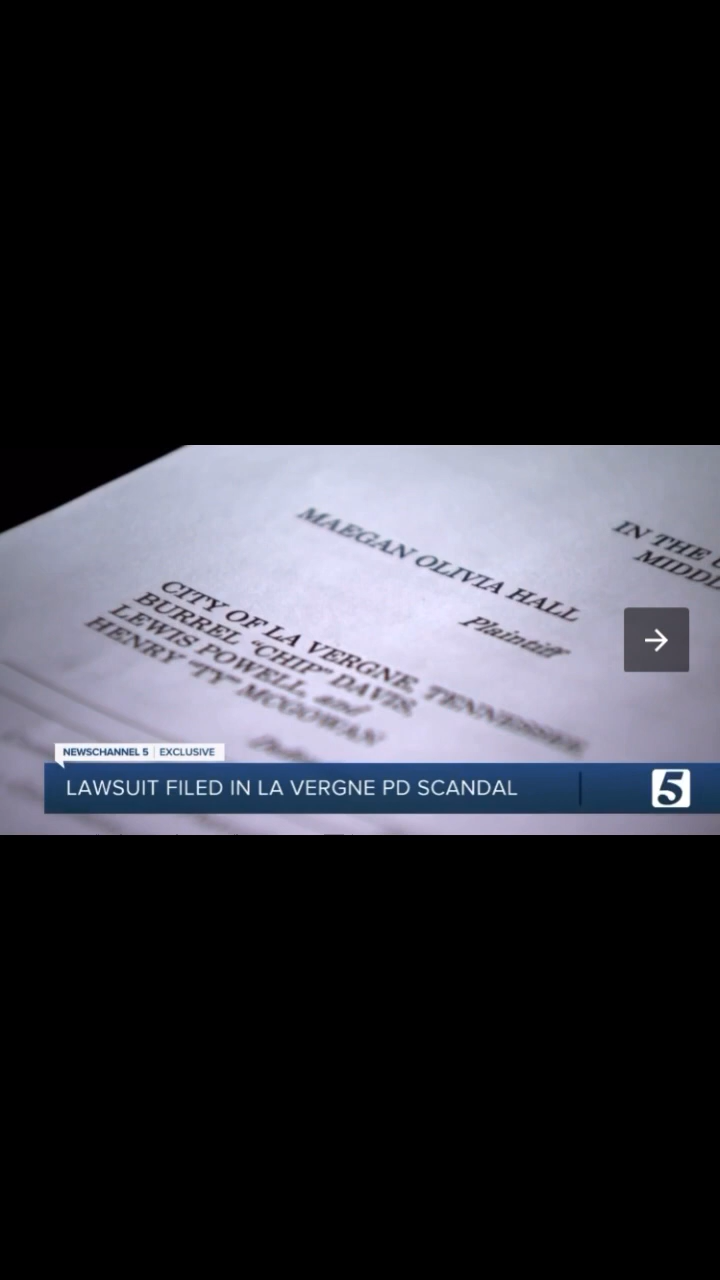 IN THE U
MIDDL
MAEGAN OLIVIA HALL
Plaintiff
CITY OF LA VERGNE, TENNESSEE,
BURREL "CHIP" DAVIS,
LEWIS POWELL, and
HENRY "TY" MCGOWAN
NEWSCHANNEL 5 | EXCLUSIVE
LAWSUIT FILED IN LA VERGNE PD SCANDAL
5